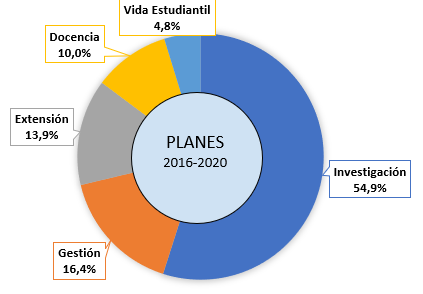 Vida Estudiantil
4,8%
Docencia
10,0%
Extensión
13,9%
PLANES
2016-2020
Investigación
54,9%
Gestión
16,4%